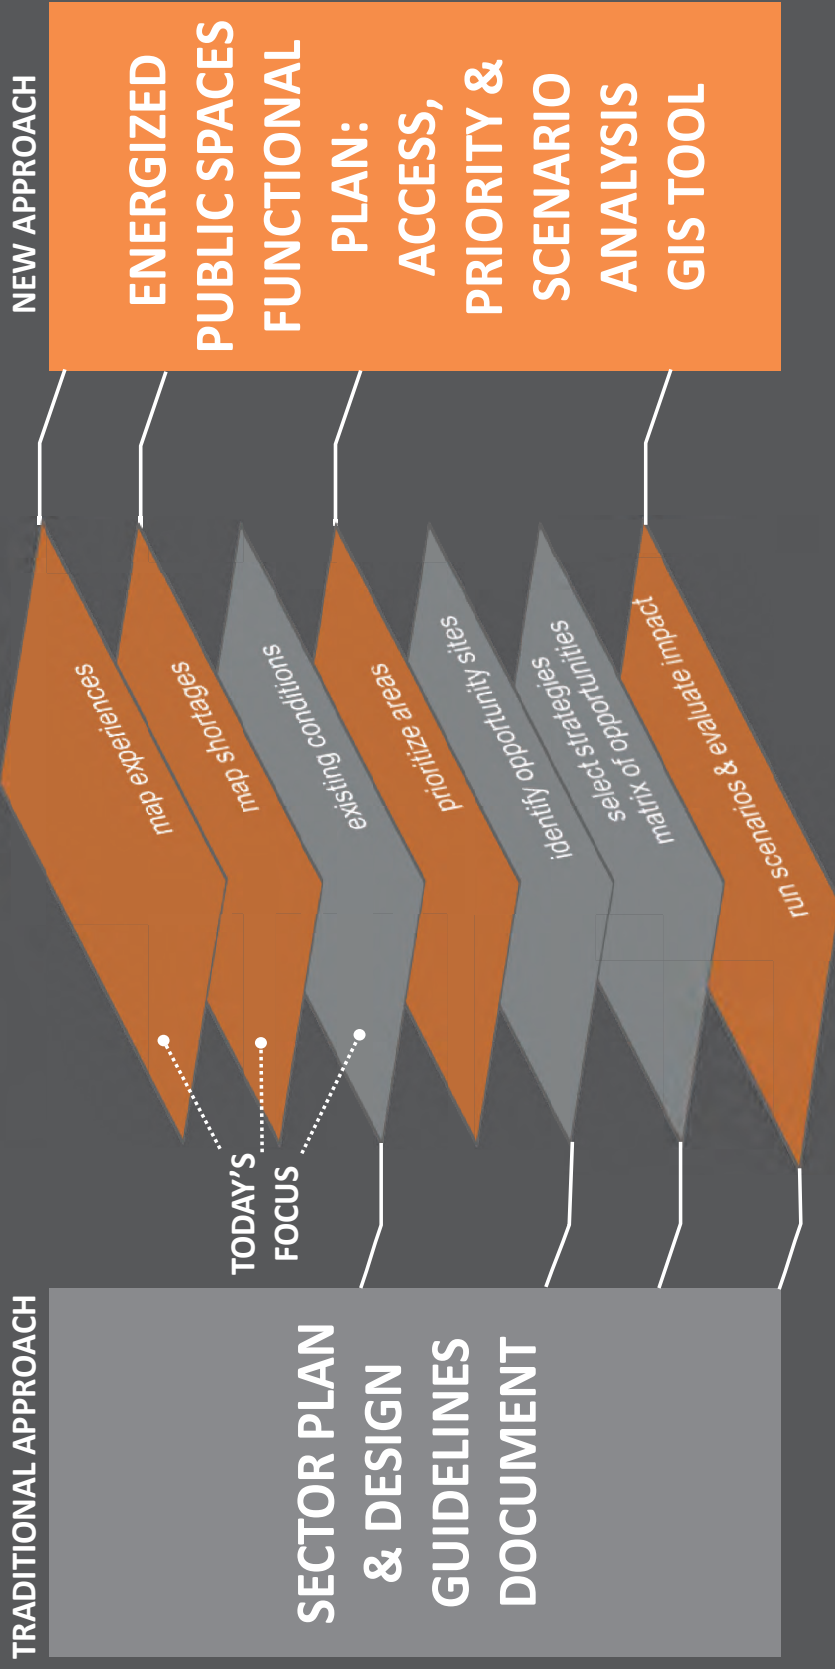 TRADITIONAL APPROACH
SECTOR PLAN
& DESIGN
GUIDELINES
DOCUMENT
TODAY'S
FOCUS
map experiences
map shortages
existing conditions
prioritize areas
identify opportunity sites
select strategies
matrix of opportunities
run scenarios & evaluate impact
NEW APPROACH
ENERGIZED
PUBLIC SPACES
FUNCTIONAL
PLAN:
ACCESS,
PRIORITY &
SCENARIO
ANALYSIS
GIS TOOL